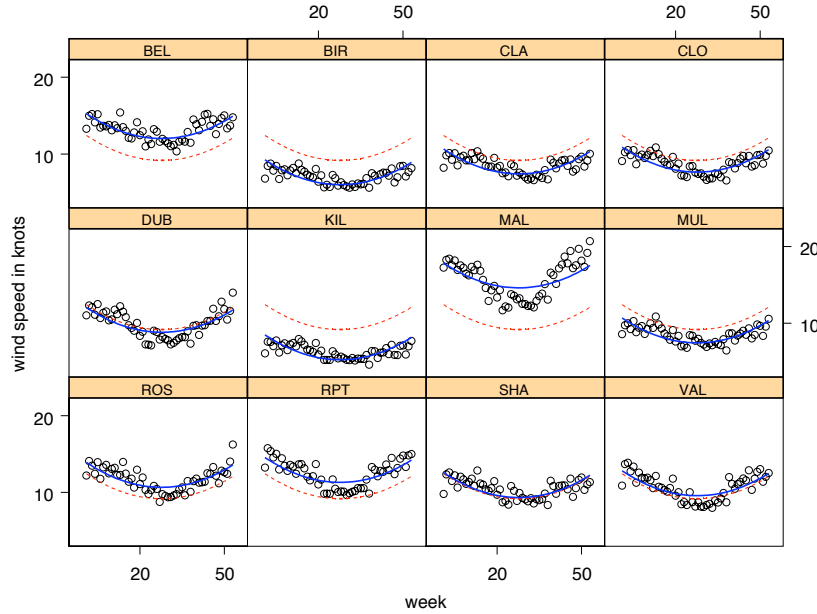 20 50 20 50
BEL BIR CLA CLO
20
10
DUB KIL MAL MUL
20
10
ROS RPT SHA VAL
20
10
20 50 20 50
week
wind speed in knots